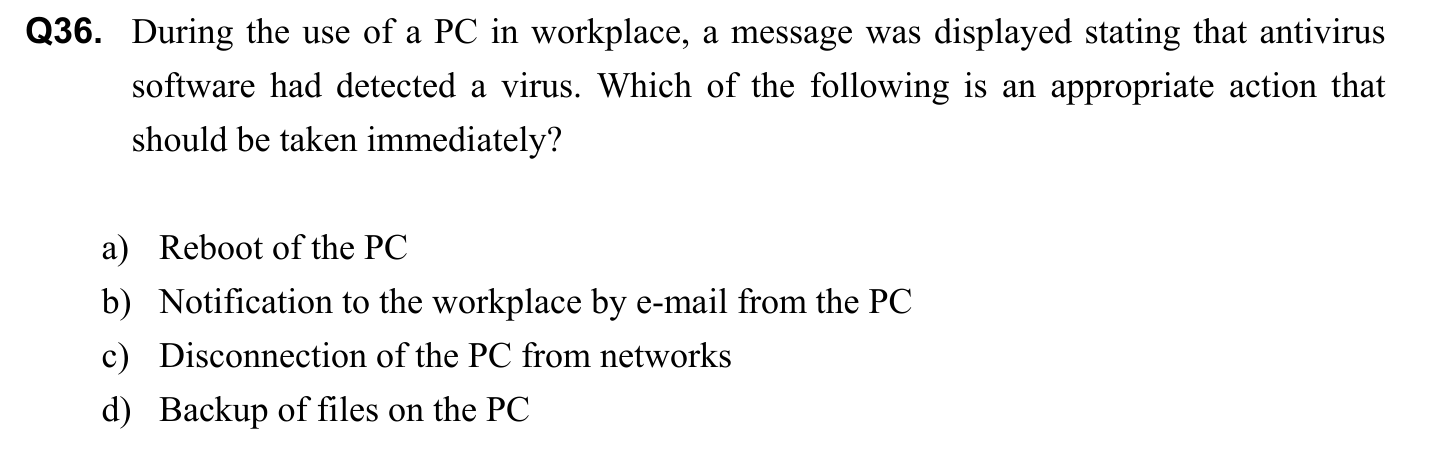 Q36. During the use of a PC in workplace, a message was displayed stating that antivirus
software had detected a virus. Which of the following is an appropriate action that
should be taken immediately?
a) Reboot of the PC
b) Notification to the workplace by e-mail from the PC
c) Disconnection of the PC from networks
d) Backup of files on the PC